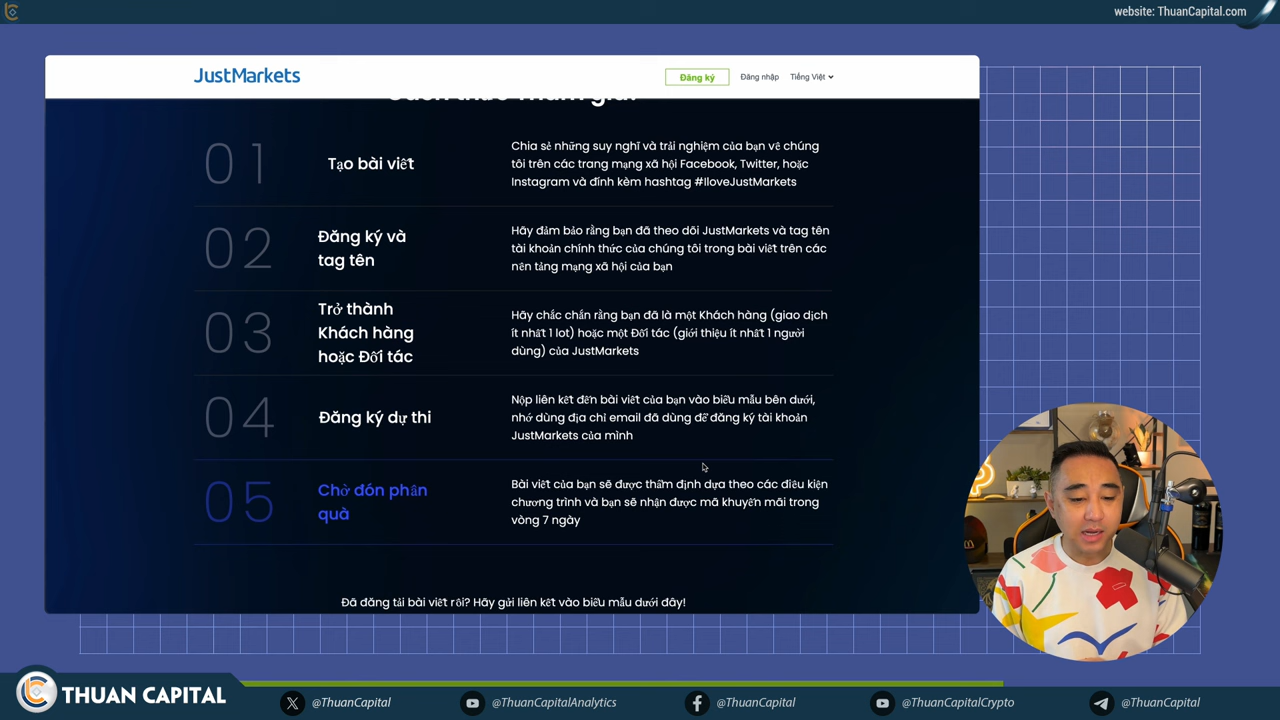 website: ThuanCapital.com
JustMarkets
Đăng ký
Đăng nhập
Tiếng Việt
Cách thức tham gia?
01
Tạo bài viết
Chia sẻ những suy nghĩ và trải nghiệm của bạn về chúng
tôi trên các trang mạng xã hội Facebook, Twitter, hoặc
Instagram và đính kèm hashtag #IloveJustMarkets
02
Đăng ký và
tag tên
Hãy đảm bảo rằng bạn đã theo dõi JustMarkets và tag tên
tài khoản chính thức của chúng tôi trong bài viết trên các
nền tảng mạng xã hội của bạn
03
Trở thành
Khách hàng
hoặc Đối tác
Hãy chắc chắn rằng bạn đã là một Khách hàng (giao dịch
ít nhất 1 lot) hoặc một Đối tác (giới thiệu ít nhất 1 người
dùng) của JustMarkets
04
Đăng ký dự thi
Nộp liên kết đến bài viết của bạn vào biểu mẫu bên dưới,
nhớ dùng địa chỉ email đã dùng để đăng ký tài khoản
JustMarkets của mình
05
Chờ đón phần
quà
Bài viết của bạn sẽ được thẩm định dựa theo các điều kiện
chương trình và bạn sẽ nhận được mã khuyến mãi trong
vòng 7 ngày
Đã đăng tải bài viết rồi? Hãy gửi liên kết vào biểu mẫu dưới đây!
THUAN CAPITAL
@ThuanCapital
@ThuanCapitalAnalytics
@ThuanCapital
@ThuanCapitalCrypto
@ThuanCapital